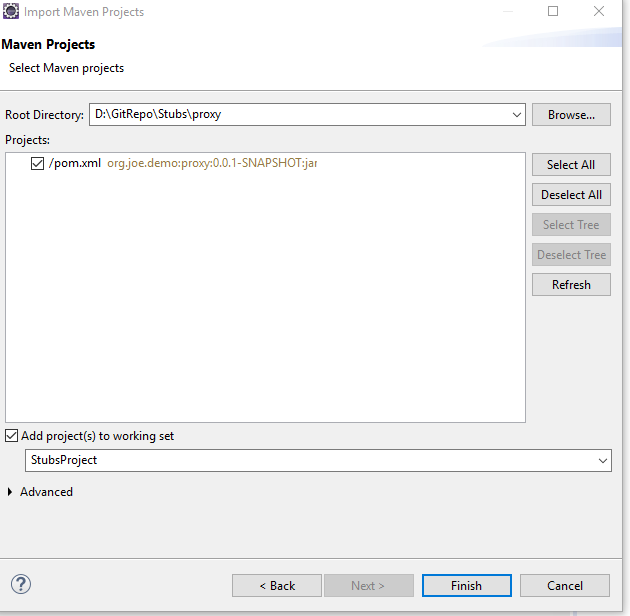 Import Maven Projects
Maven Projects
Select Maven projects
Root Directory: D:\GitRepo\Stubs\proxy Browse...
Projects:
/pom.xml org.joe.demo:proxy:0.0.1-SNAPSHOT:jar
Select All
Deselect All
Select Tree
Deselect Tree
Refresh
Add project(s) to working set
StubsProject
Advanced
? < Back Next > Finish Cancel